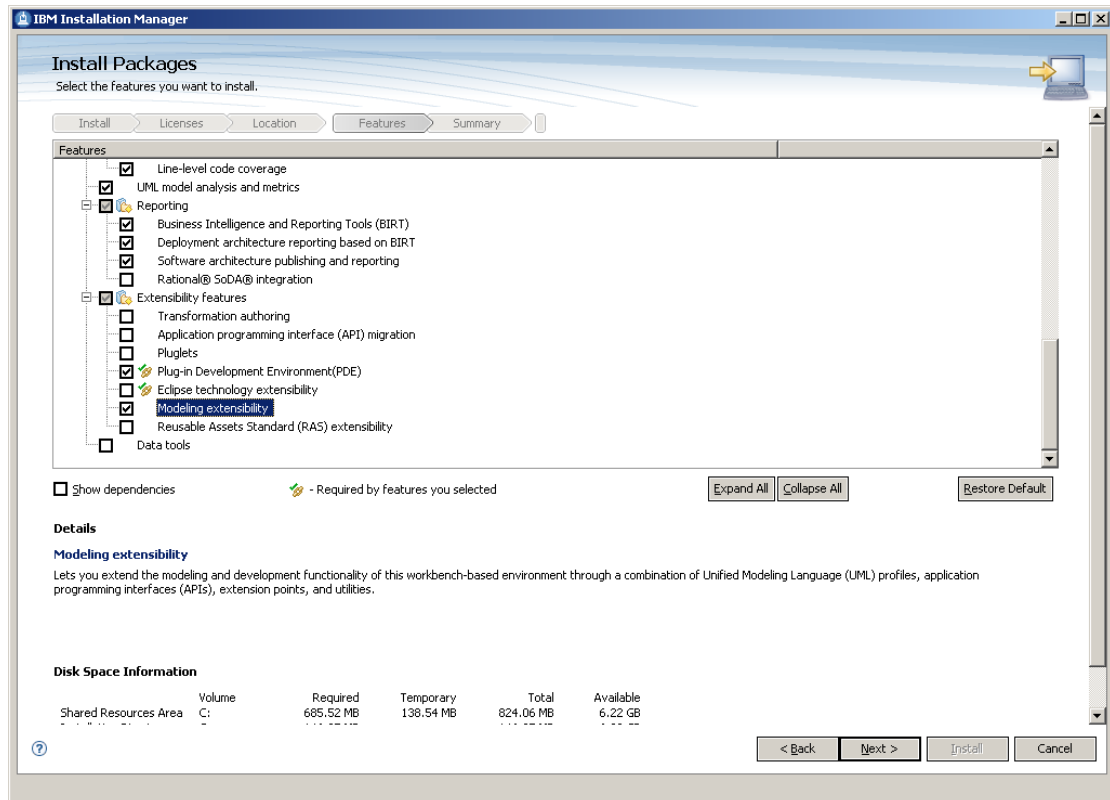 IBM Installation Manager
Install Packages
Select the features you want to install.
Install Licenses Location Features Summary
Features
Line-level code coverage
UML model analysis and metrics
Reporting
Business Intelligence and Reporting Tools (BIRT)
Deployment architecture reporting based on BIRT
Software architecture publishing and reporting
Rational® SoDA® integration
Extensibility features
Transformation authoring
Application programming interface (API) migration
Pluglets
Plug-in Development Environment(PDE)
Eclipse technology extensibility
Modeling extensibility
Reusable Assets Standard (RAS) extensibility
Data tools
Show dependencies - Required by features you selected Expand All Collapse All Restore Default
Details
Modeling extensibility
Lets you extend the modeling and development functionality of this workbench-based environment through a combination of Unified Modeling Language (UML) profiles, application
programming interfaces (APIs), extension points, and utilities.
Disk Space Information
Volume Required Temporary Total Available
Shared Resources Area C: 685.52 MB 138.54 MB 824.06 MB 6.22 GB
? < Back Next > Install Cancel